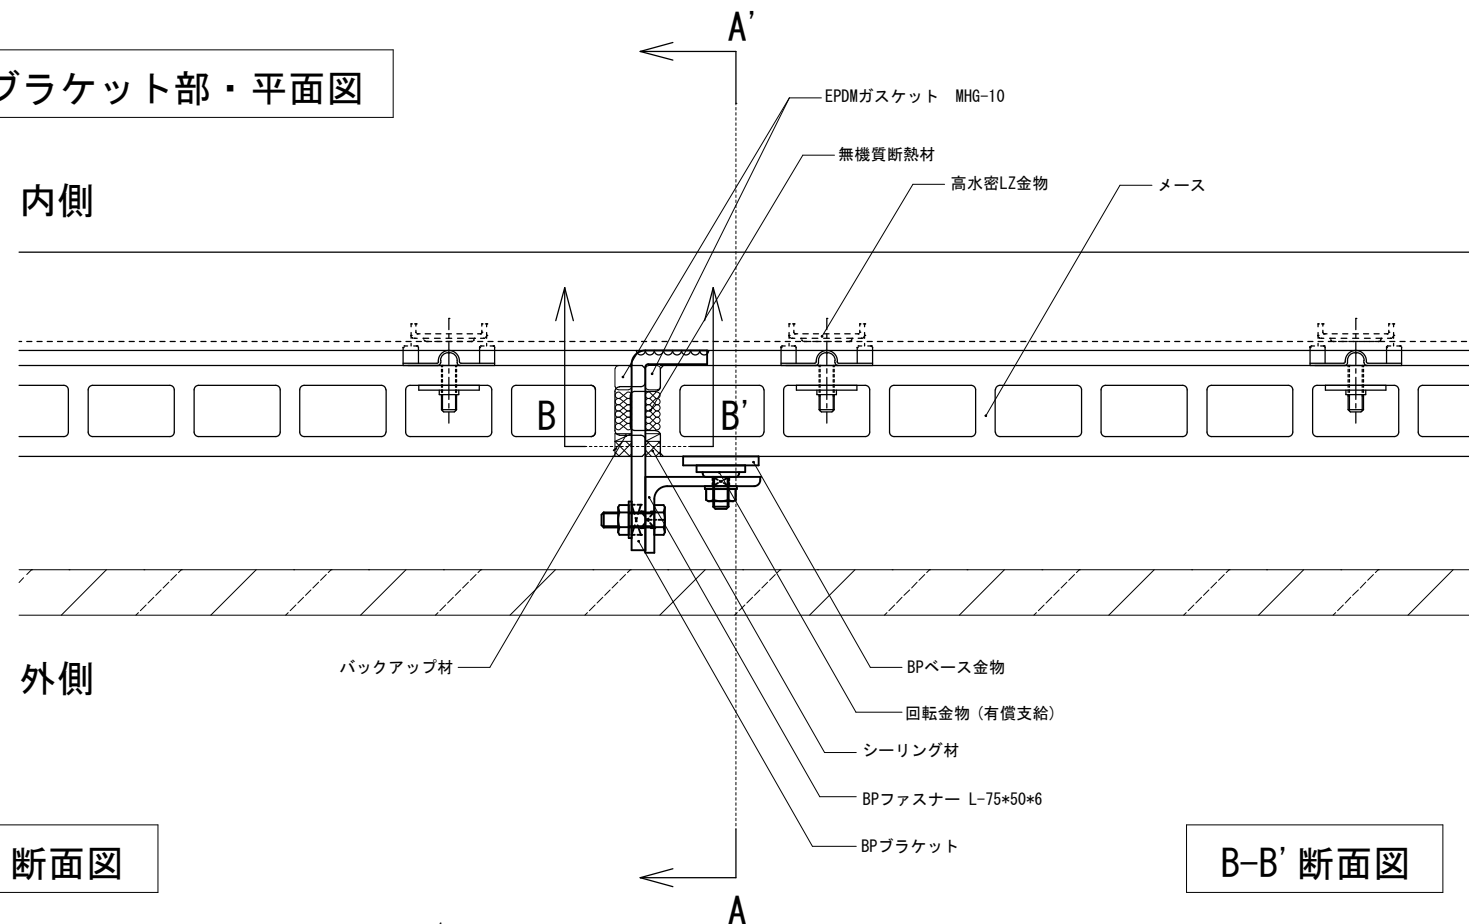 A'
ブラケット部・平面図
EPDMガスケット MHG-10
無機質断熱材
高水密LZ金物
メース
内側
B
B'
バックアップ材
外側
BPベース金物
回転金物（有償支給）
シーリング材
BPファスナー L-75*50*6
BPブラケット
断面図
B-B' 断面図
A